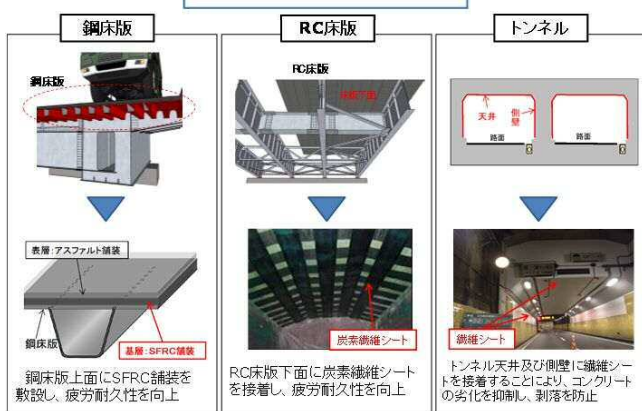 鋼床版
鋼床版
表層:アスファルト舗装
鋼床版
基層:SFRC舗装
鋼床版上面にSFRC舗装を
敷設し、疲労耐久性を向上
RC床版
RC床版
床版下面
炭素繊維シート
RC床版下面に炭素繊維シート
を接着し、疲労耐久性を向上
トンネル
天井
側壁
路面
路面
繊維シート
トンネル天井及び側壁に繊維シー
トを接着することにより、コンクリート
の劣化を抑制し、剥落を防止